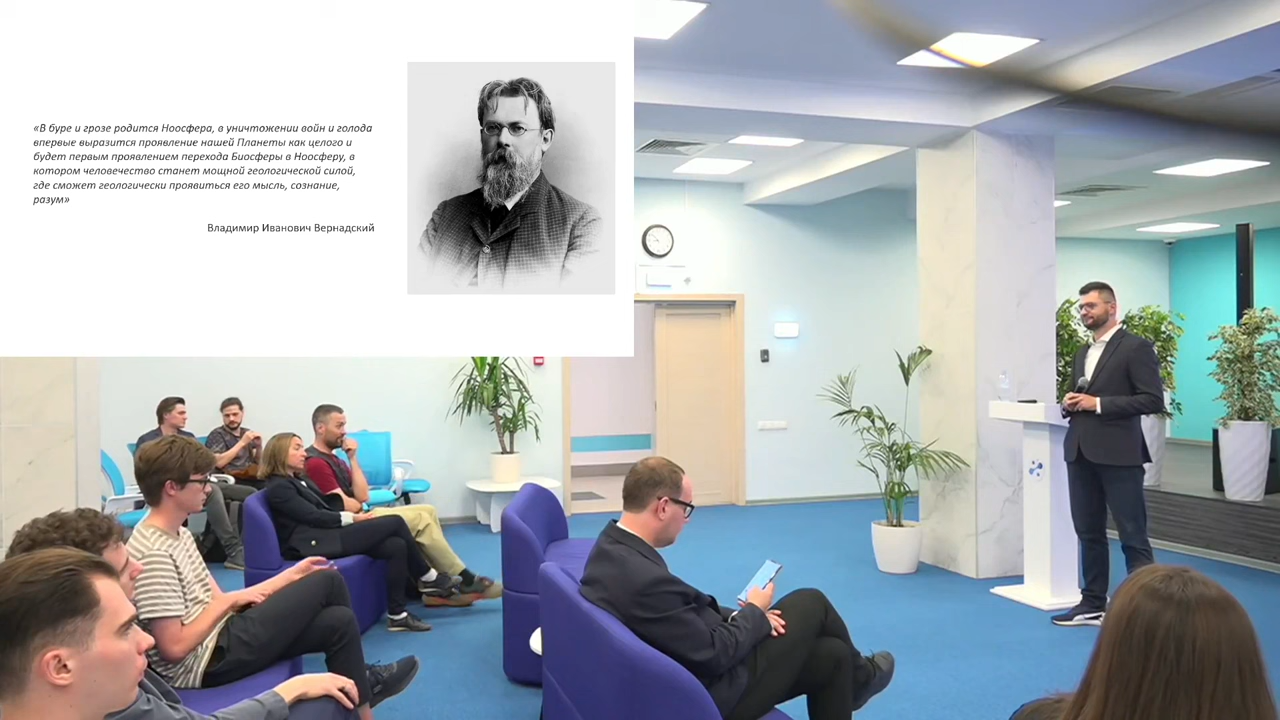 «В буре и грозе родится Ноосфера, в уничтожении войн и голода
впервые выразится проявление нашей Планеты как целого и
будет первым проявлением перехода Биосферы в Ноосферу, в
котором человечество станет мощной геологической силой,
где сможет геологически проявиться его мысль, сознание,
разум»
Владимир Иванович Вернадский